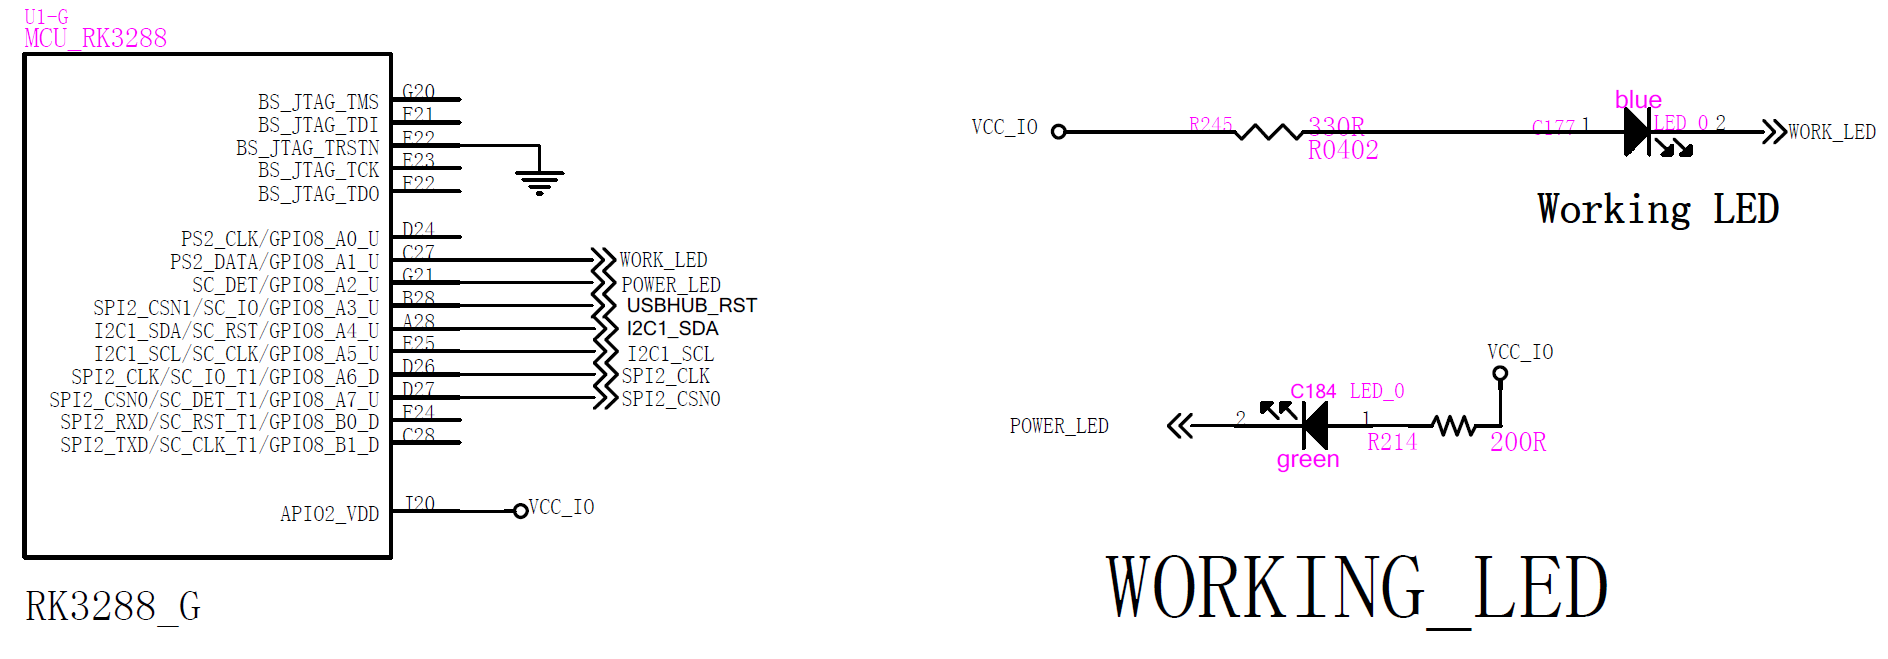 U1-G
MCU_RK3288
BS_JTAG_TMS G20
BS_JTAG_TDI F21
BS_JTAG_TRSTN E22
BS_JTAG_TCK E23
BS_JTAG_TDO F22
PS2_CLK/GPIO8_A0_U D24
PS2_DATA/GPIO8_A1_U C27 WORK_LED
SC_DET/GPIO8_A2_U G21 POWER_LED
SPI2_CSN1/SC_IO/GPIO8_A3_U B28 USBHUB_RST
I2C1_SDA/SC_RST/GPIO8_A4_U A28 I2C1_SDA
I2C1_SCL/SC_CLK/GPIO8_A5_U E25 I2C1_SCL
SPI2_CLK/SC_IO_T1/GPIO8_A6_D D26 SPI2_CLK
SPI2_CSN0/SC_DET_T1/GPIO8_A7_U D27 SPI2_CSN0
SPI2_RXD/SC_RST_T1/GPIO8_B0_D
SPI2_TXD/SC_CLK_T1/GPIO8_B1_D C28
APIO2_VDD VCC_IO
RK3288_G
blue
VCC_IO R245 330R C177 1 LED_0 2 WORK_LED
R0402
Working LED
VCC_IO
C184 LED_0
POWER_LED 2 1
R214 200R
green
WORKING_LED